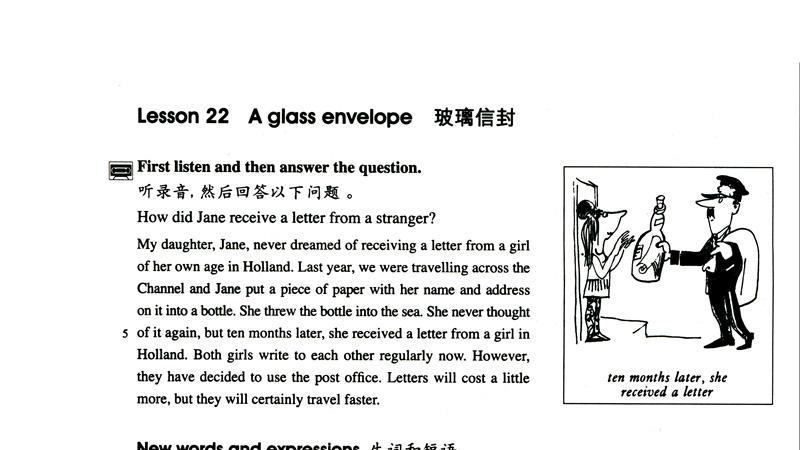 Lesson 22 A glass envelope 玻璃信封
First listen and then answer the question.
听录音，然后回答以下问题。
How did Jane receive a letter from a stranger?
My daughter, Jane, never dreamed of receiving a letter from a girl
of her own age in Holland. Last year, we were travelling across the
Channel and Jane put a piece of paper with her name and address
on it into a bottle. She threw the bottle into the sea. She never thought
5 of it again, but ten months later, she received a letter from a girl in
Holland. Both girls write to each other regularly now. However,
they have decided to use the post office. Letters will cost a little
more, but they will certainly travel faster.
ten months later, she
received a letter
New words and expressions 生词和短语